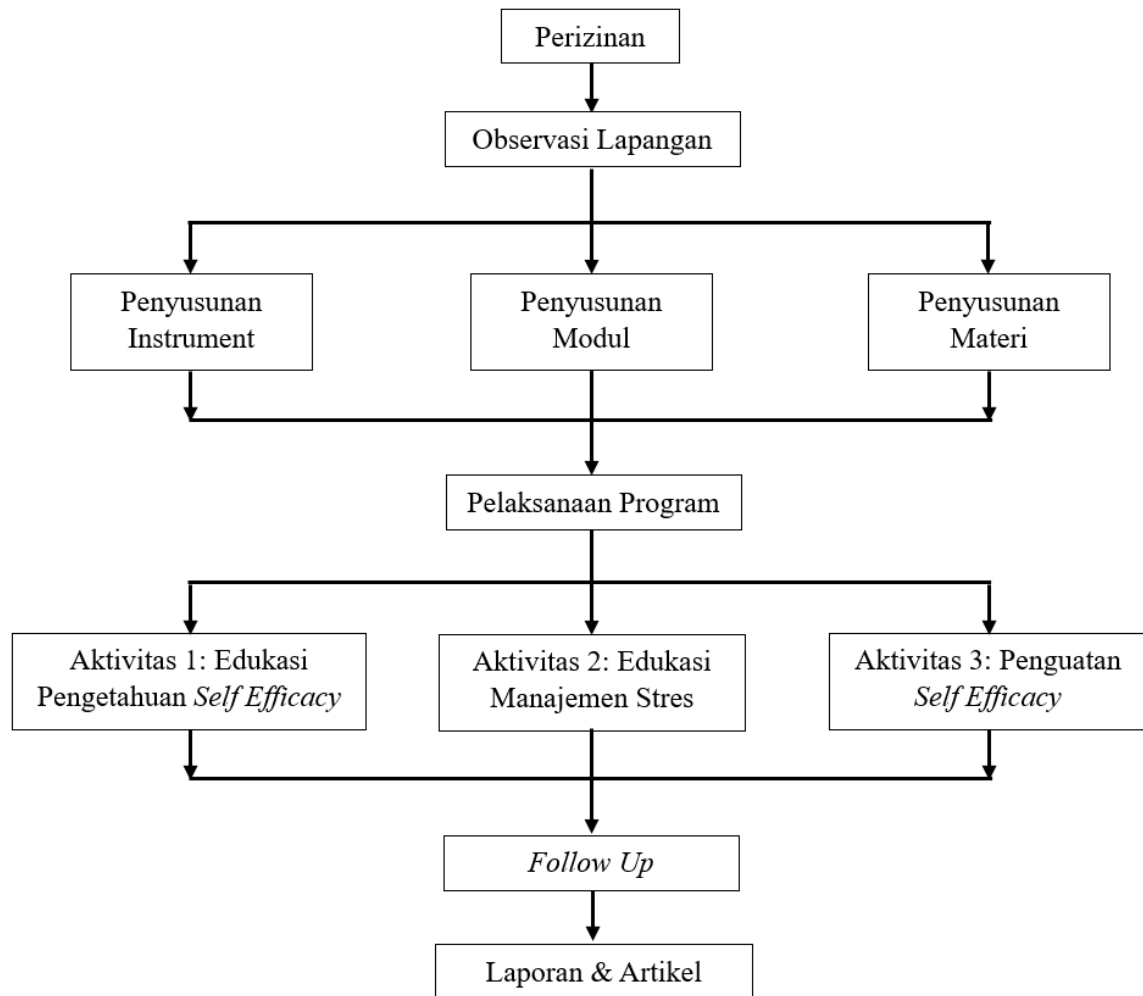 Perizinan
Observasi Lapangan
Penyusunan
Instrument
Penyusunan
Modul
Penyusunan
Materi
Pelaksanaan Program
Aktivitas 1: Edukasi
Pengetahuan Self Efficacy
Aktivitas 2: Edukasi
Manajemen Stres
Aktivitas 3: Penguatan
Self Efficacy
Follow Up
Laporan & Artikel